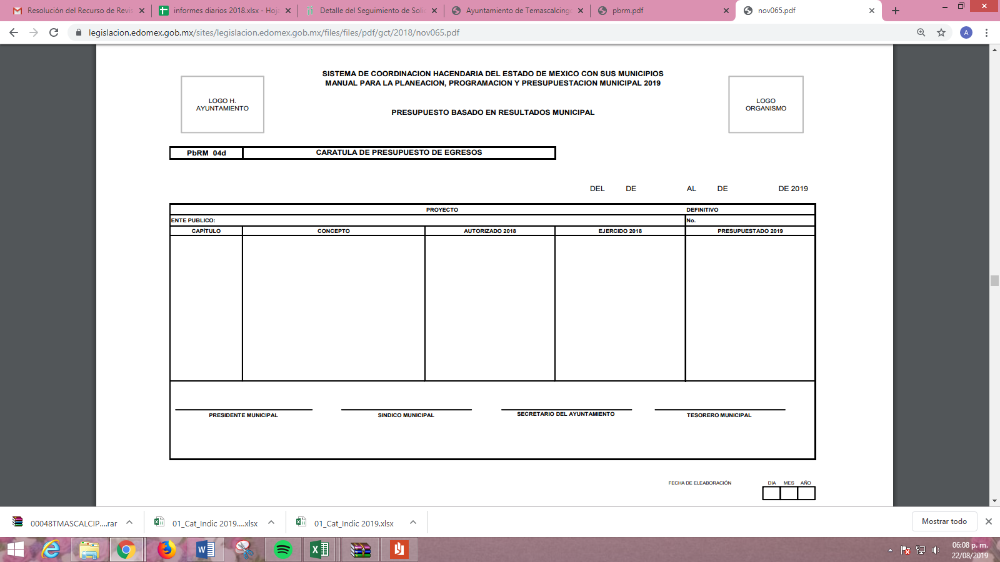 Resolución del Recurso de Revis
informes diarios 2018.xlsx - Hoja
Detalle del Seguimiento de Solic
Ayuntamiento de Temascalcingo
pbrm.pdf
nov065.pdf
legislacion.edomex.gob.mx/sites/legislacion.edomex.gob.mx/files/files/pdf/gct/2018/nov065.pdf
A
SISTEMA DE COORDINACION HACENDARIA DEL ESTADO DE MEXICO CON SUS MUNICIPIOS
MANUAL PARA LA PLANEACION, PROGRAMACION Y PRESUPUESTACION MUNICIPAL 2019
LOGO H.
AYUNTAMIENTO
LOGO
ORGANISMO
PRESUPUESTO BASADO EN RESULTADOS MUNICIPAL
PbRM 04d CARATULA DE PRESUPUESTO DE EGRESOS
DEL DE AL DE DE 2019
PROYECTO DEFINITIVO
ENTE PUBLICO: No.
CAPÍTULO CONCEPTO AUTORIZADO 2018 EJERCIDO 2018 PRESUPUESTADO 2019
PRESIDENTE MUNICIPAL SINDICO MUNICIPAL SECRETARIO DEL AYUNTAMIENTO TESORERO MUNICIPAL
FECHA DE ELEABORACIÓN DIA MES AÑO
00048TMASCALCIP....rar
01_Cat_Indic 2019....xlsx
01_Cat_Indic 2019.xlsx
Mostrar todo
06:08 p. m.
22/08/2019